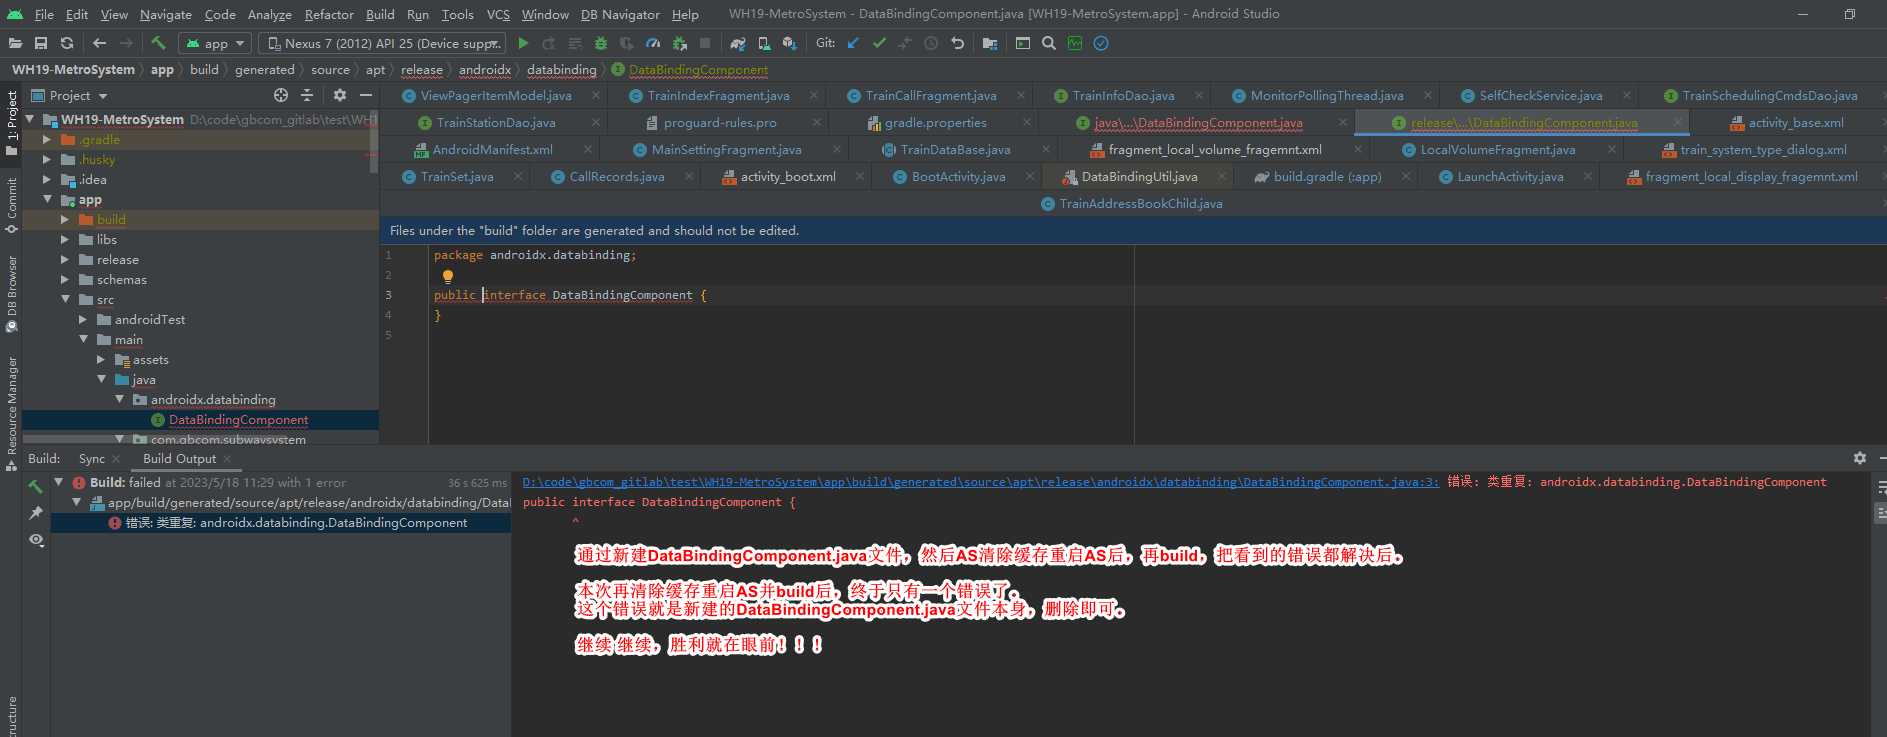 File Edit View Navigate Code Analyze Refactor Build Run Tools VCS Window DB Navigator Help WH19-MetroSystem - DataBindingComponent.java [WH19-MetroSystem.app] - Android Studio
app Nexus 7 (2012) API 25 (Device supp... Git:
WH19-MetroSystem app build generated source apt release androidx databinding DataBindingComponent
1: Project
Commit
DB Browser
Resource Manager
Project
WH19-MetroSystem D:\code\gbcom_gitlab\test\WH1
.gradle
.husky
.idea
app
build
libs
release
schemas
src
androidTest
main
assets
java
androidx.databinding
DataBindingComponent
com.gbcom.subwaysystem
ViewPagerItemModel.java TrainIndexFragment.java TrainCallFragment.java TrainInfoDao.java MonitorPollingThread.java SelfCheckService.java TrainSchedulingCmdsDao.java
TrainStationDao.java proguard-rules.pro gradle.properties java\...\DataBindingComponent.java release\...\DataBindingComponent.java activity_base.xml
AndroidManifest.xml MainSettingFragment.java TrainDataBase.java fragment_local_volume_fragemnt.xml LocalVolumeFragment.java train_system_type_dialog.xml
TrainSet.java CallRecords.java activity_boot.xml BootActivity.java DataBindingUtil.java build.gradle (:app) LaunchActivity.java fragment_local_display_fragemnt.xml
TrainAddressBookChild.java
Files under the "build" folder are generated and should not be edited.
1 package androidx.databinding;
2
3 public interface DataBindingComponent {
4 }
5
Build: Sync Build Output
Build: failed at 2023/5/18 11:29 with 1 error 36 s 625 ms
app/build/generated/source/apt/release/androidx/databinding/Datal
错误: 类重复: androidx.databinding.DataBindingComponent
D:\code\gbcom_gitlab\test\WH19-MetroSystem\app\build\generated\source\apt\release\androidx\databinding\DataBindingComponent.java:3: 错误: 类重复: androidx.databinding.DataBindingComponent
public interface DataBindingComponent {
^
通过新建DataBindingComponent.java文件，然后AS清除缓存重启AS后，再build，把看到的错误都解决后。
本次再清除缓存重启AS并build后，终于只有一个错误了。
这个错误就是新建的DataBindingComponent.java文件本身，删除即可。
继续 继续，胜利就在眼前！！！